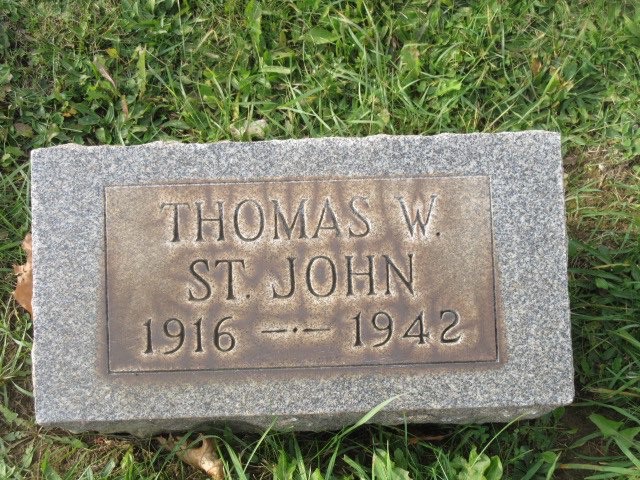 THOMAS W.
ST. JOHN
1916 —·— 1942